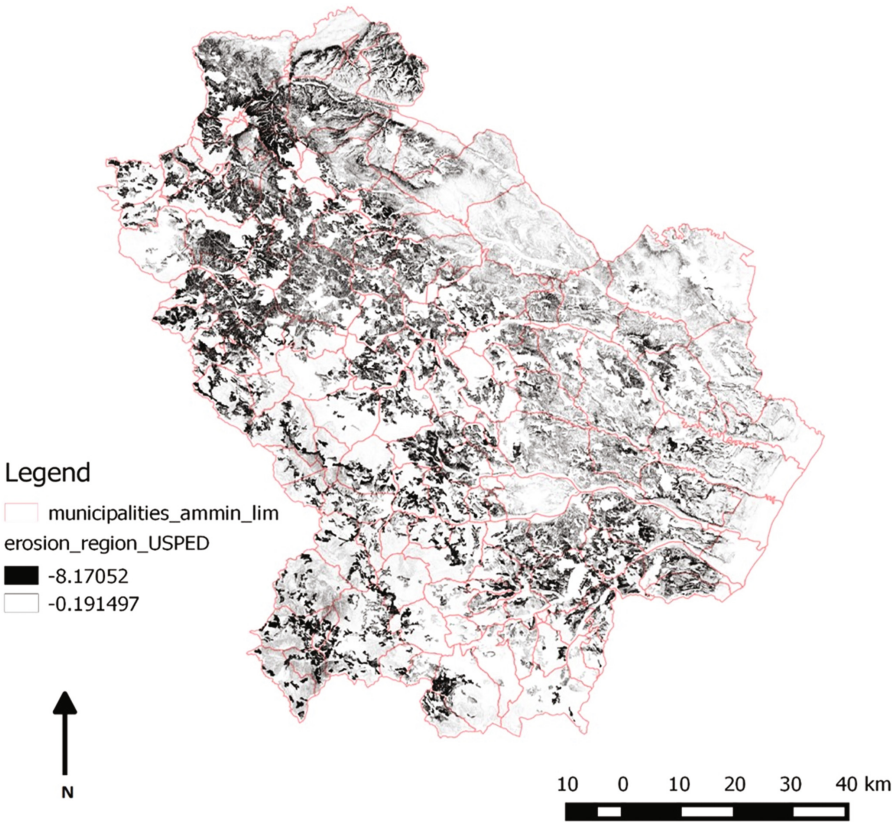 Legend
municipalities_ammin_lim
erosion_region_USPED
-8.17052
-0.191497
N
10 0 10 20 30 40 km